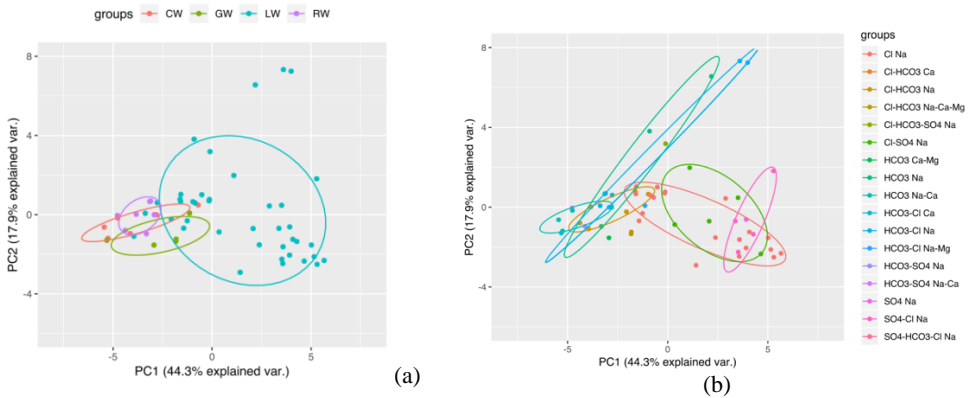 groups CW GW LW RW
8
4
0
-4
-5 0 5
PC2 (17.9% explained var.)
PC1 (44.3% explained var.)
(a)
8
4
0
-4
-5 0 5
PC2 (17.9% explained var.)
PC1 (44.3% explained var.)
(b)
groups
Cl Na
Cl-HCO3 Ca
Cl-HCO3 Na
Cl-HCO3 Na-Ca-Mg
Cl-HCO3-SO4 Na
Cl-SO4 Na
HCO3 Ca-Mg
HCO3 Na
HCO3 Na-Ca
HCO3-Cl Ca
HCO3-Cl Na
HCO3-Cl Na-Mg
HCO3-SO4 Na
HCO3-SO4 Na-Ca
SO4 Na
SO4-Cl Na
SO4-HCO3-Cl Na